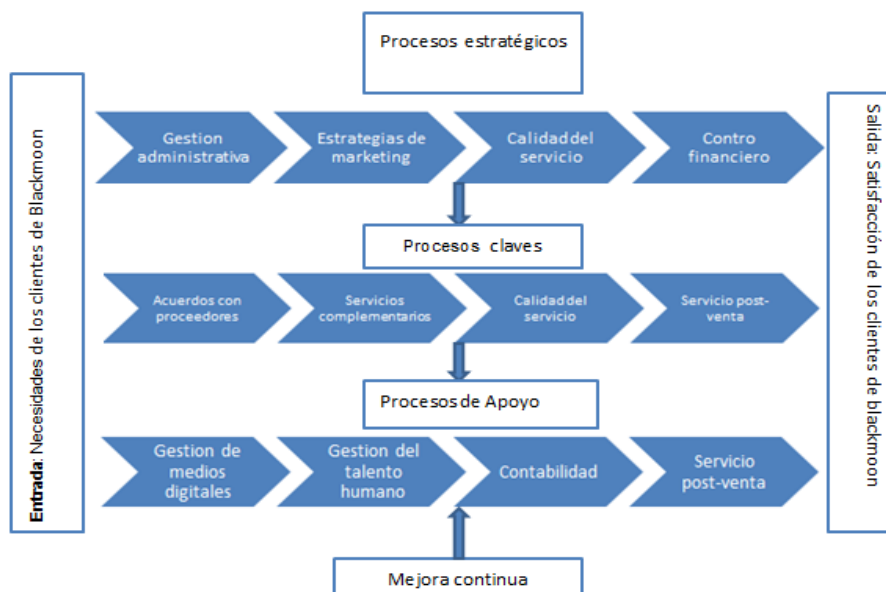 Procesos estratégicos
Entrada: Necesidades de los clientes de Blackmoon
Gestion
administrativa
Estrategias de
marketing
Calidad del
servicio
Contro
financiero
Salida: Satisfacción de los clientes de blackmoon
Procesos claves
Acuerdos con
proceedores
Servicios
complementarios
Calidad del
servicio
Servicio post-
venta
Procesos de Apoyo
Gestion de
medios
digitales
Gestion del
talento
humano
Contabilidad
Servicio
post-venta
Mejora continua